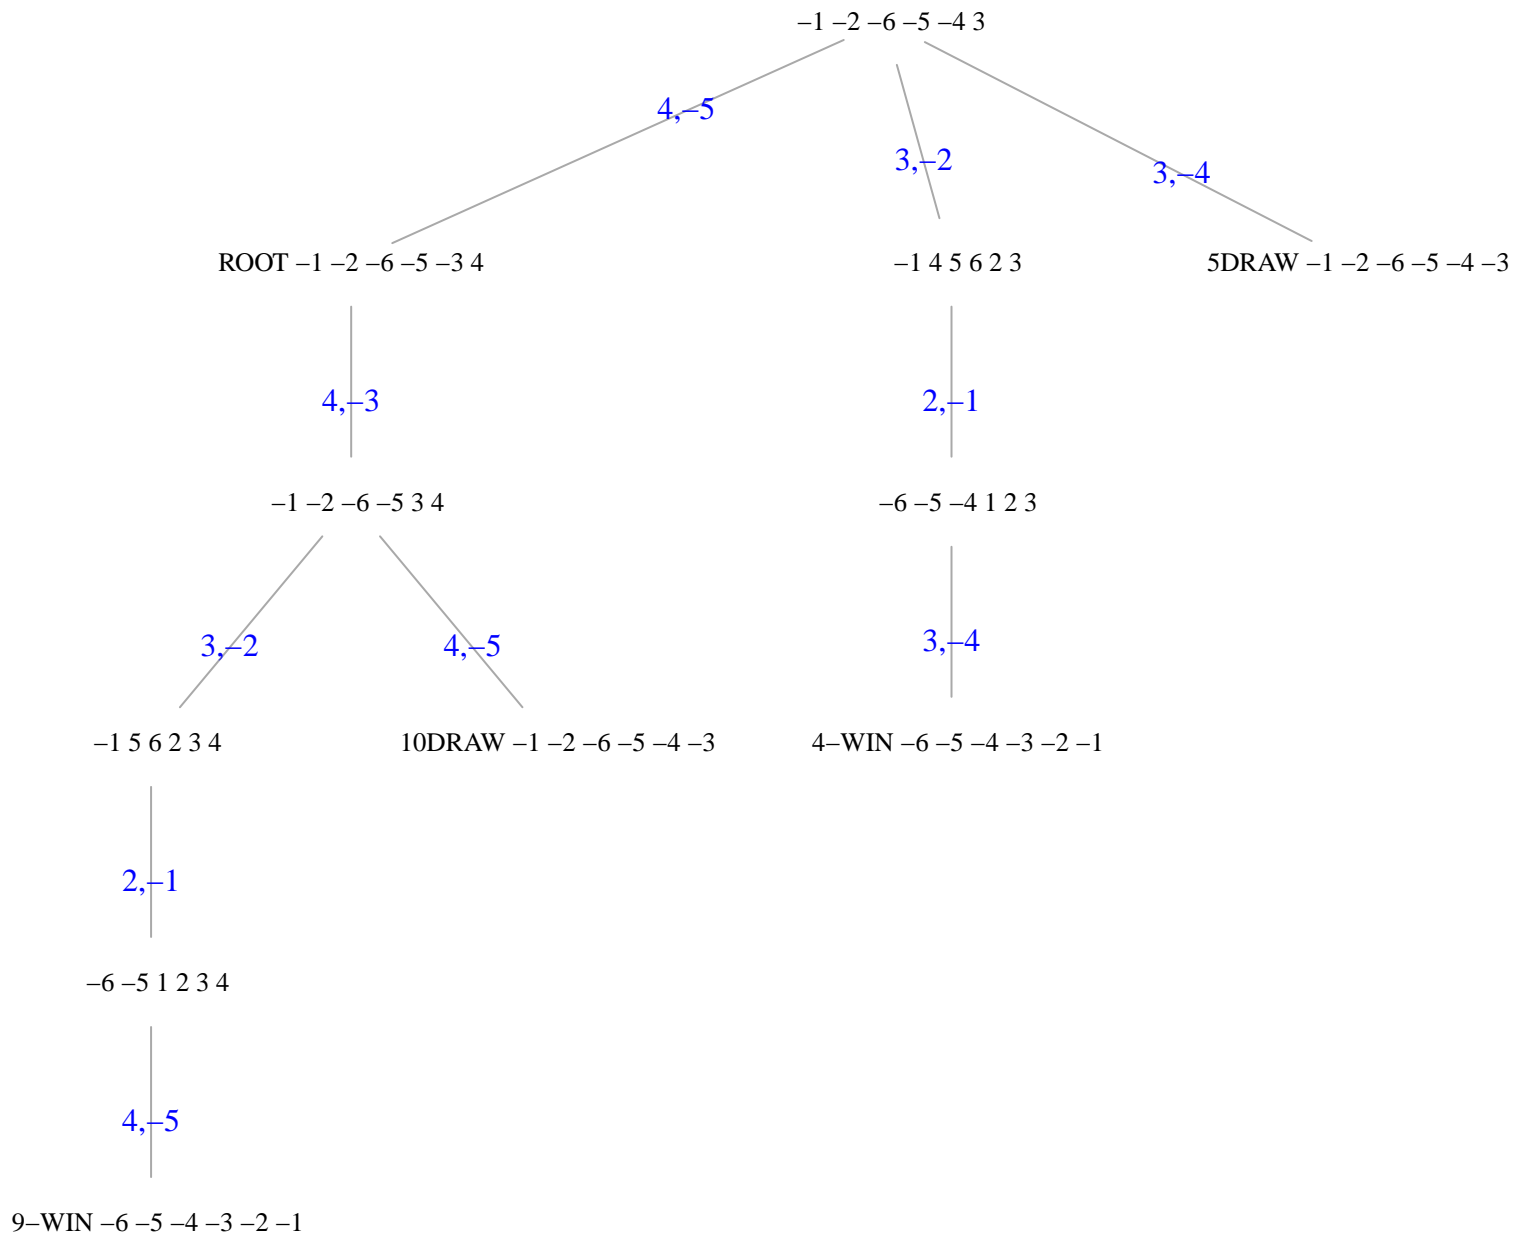 –1 –2 –6 –5 –4 3
4,–5
3,–2
3,–4
ROOT –1 –2 –6 –5 –3 4
–1 4 5 6 2 3
5DRAW –1 –2 –6 –5 –4 –3
4,–3
2,–1
–1 –2 –6 –5 3 4
–6 –5 –4 1 2 3
3,–2
4,–5
3,–4
–1 5 6 2 3 4
10DRAW –1 –2 –6 –5 –4 –3
4–WIN –6 –5 –4 –3 –2 –1
2,–1
–6 –5 1 2 3 4
4,–5
9–WIN –6 –5 –4 –3 –2 –1